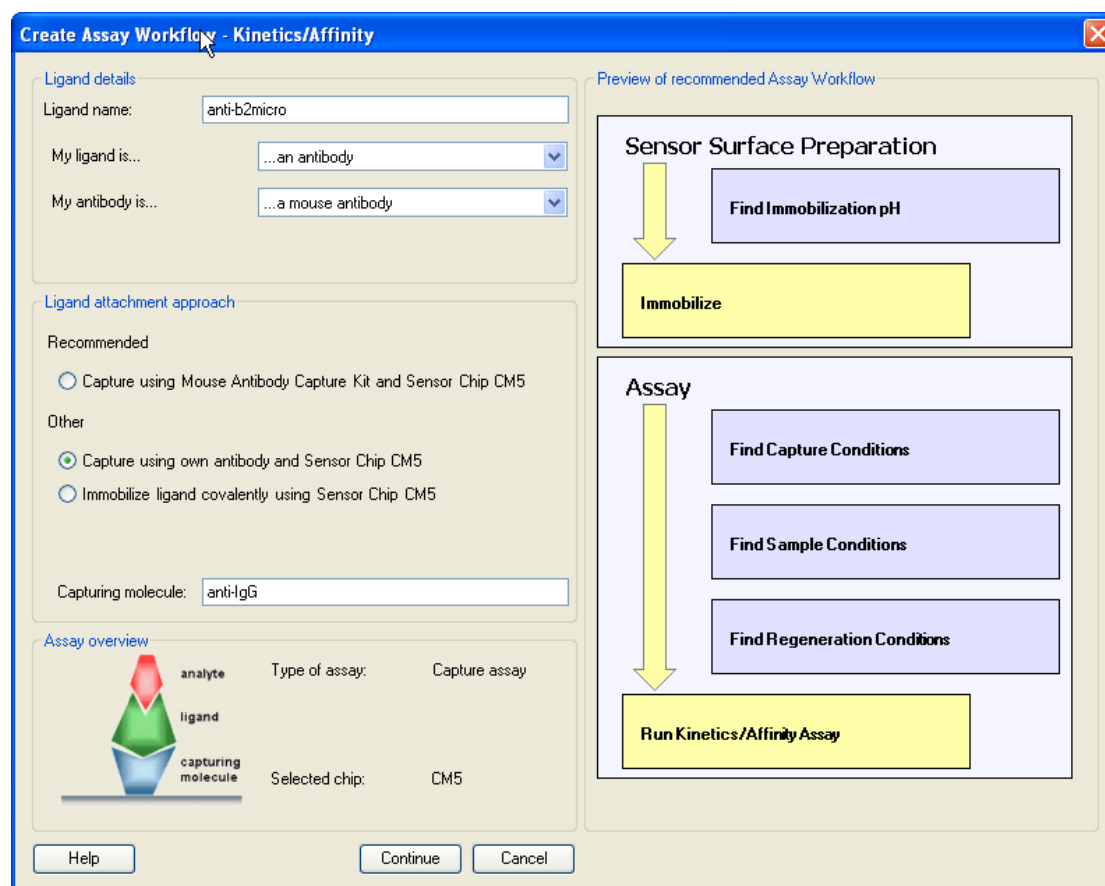 Create Assay Workflow - Kinetics/Affinity
Ligand details
Ligand name: anti-b2micro
My ligand is... ...an antibody
My antibody is... ...a mouse antibody
Ligand attachment approach
Recommended
Capture using Mouse Antibody Capture Kit and Sensor Chip CM5
Other
Capture using own antibody and Sensor Chip CM5
Immobilize ligand covalently using Sensor Chip CM5
Capturing molecule: anti-IgG
Assay overview
analyte
ligand
capturing
molecule
Type of assay: Capture assay
Selected chip: CM5
Help Continue Cancel
Preview of recommended Assay Workflow
Sensor Surface Preparation
Find Immobilization pH
Immobilize
Assay
Find Capture Conditions
Find Sample Conditions
Find Regeneration Conditions
Run Kinetics/Affinity Assay